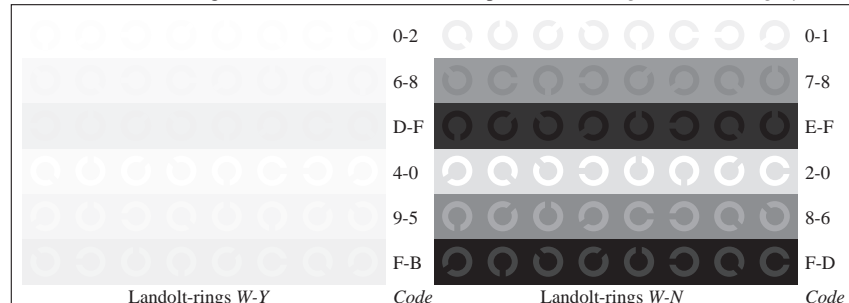 0-2 0-1
6-8 7-8
D-F E-F
4-0 2-0
9-5 8-6
F-B F-D
Landolt-rings W-Y Code Landolt-rings W-N Code